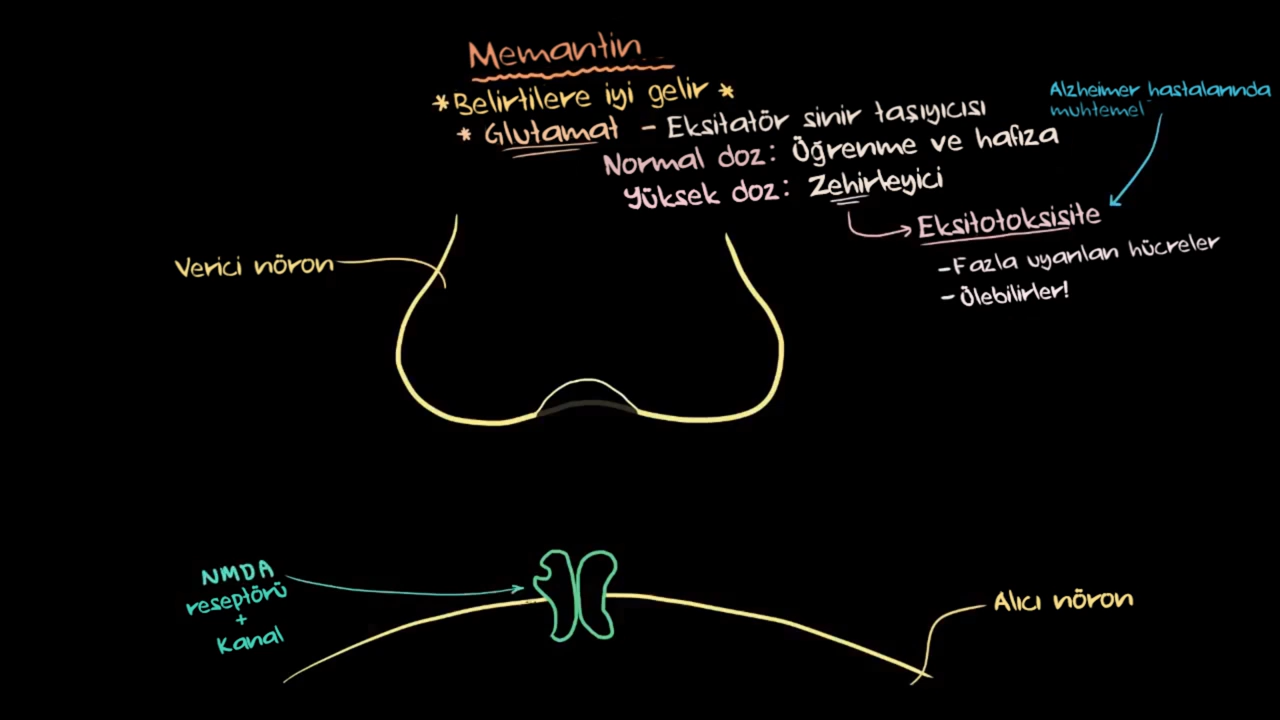 Memantin
*Belirtilere iyi gelir*
* Glutamat - Eksitatör sinir taşıyıcısı
Normal doz: Öğrenme ve hafıza
Yüksek doz: Zehirleyici
Alzheimer hastalarında
muhtemel
Eksitotoksisite
-Fazla uyarılan hücreler
-Ölebilirler!
Verici nöron
NMDA
reseptörü
+
Kanal
Alıcı nöron